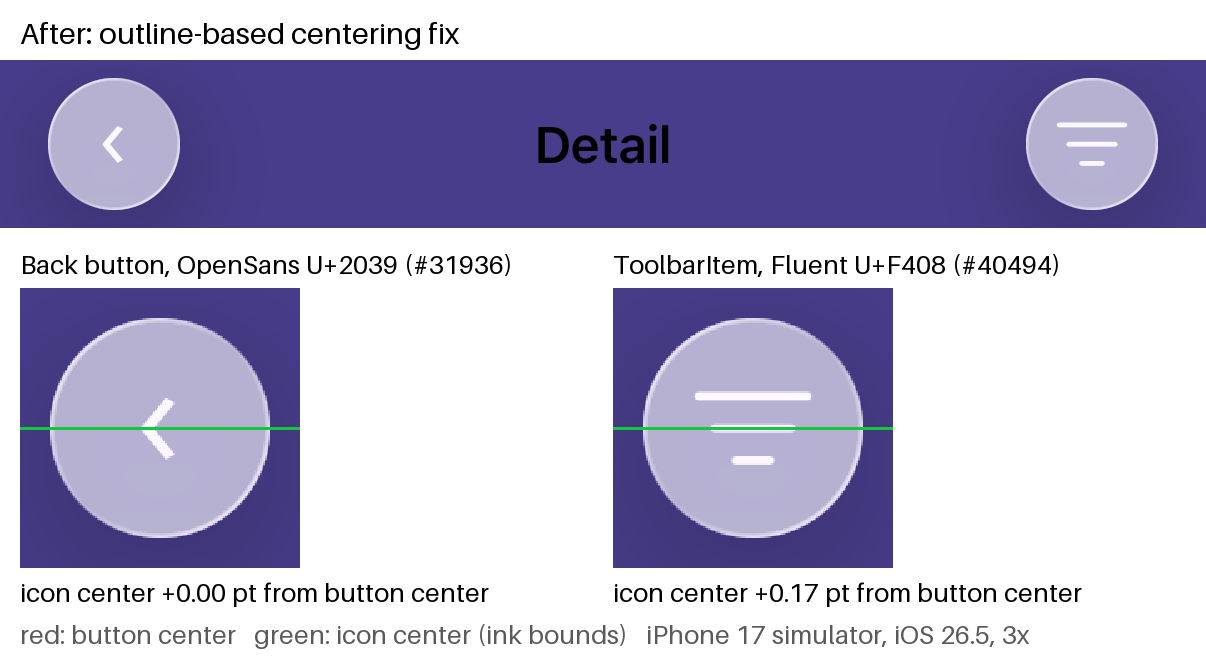 After: outline-based centering fix
Detail
Back button, OpenSans U+2039 (#31936)
ToolbarItem, Fluent U+F408 (#40494)
icon center +0.00 pt from button center
icon center +0.17 pt from button center
red: button center green: icon center (ink bounds) iPhone 17 simulator, iOS 26.5, 3x